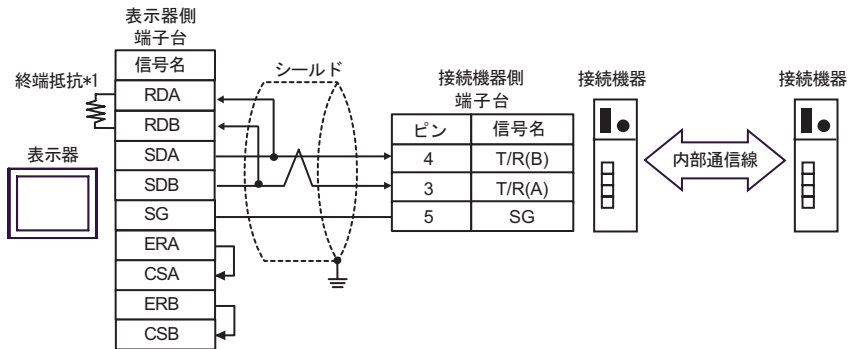 表示器側
端子台
信号名
終端抵抗*1
RDA
RDB
表示器
SDA
SDB
SG
ERA
CSA
ERB
CSB
シールド
接続機器側
端子台
ピン 信号名
4 T/R(B)
3 T/R(A)
5 SG
接続機器
内部通信線
接続機器